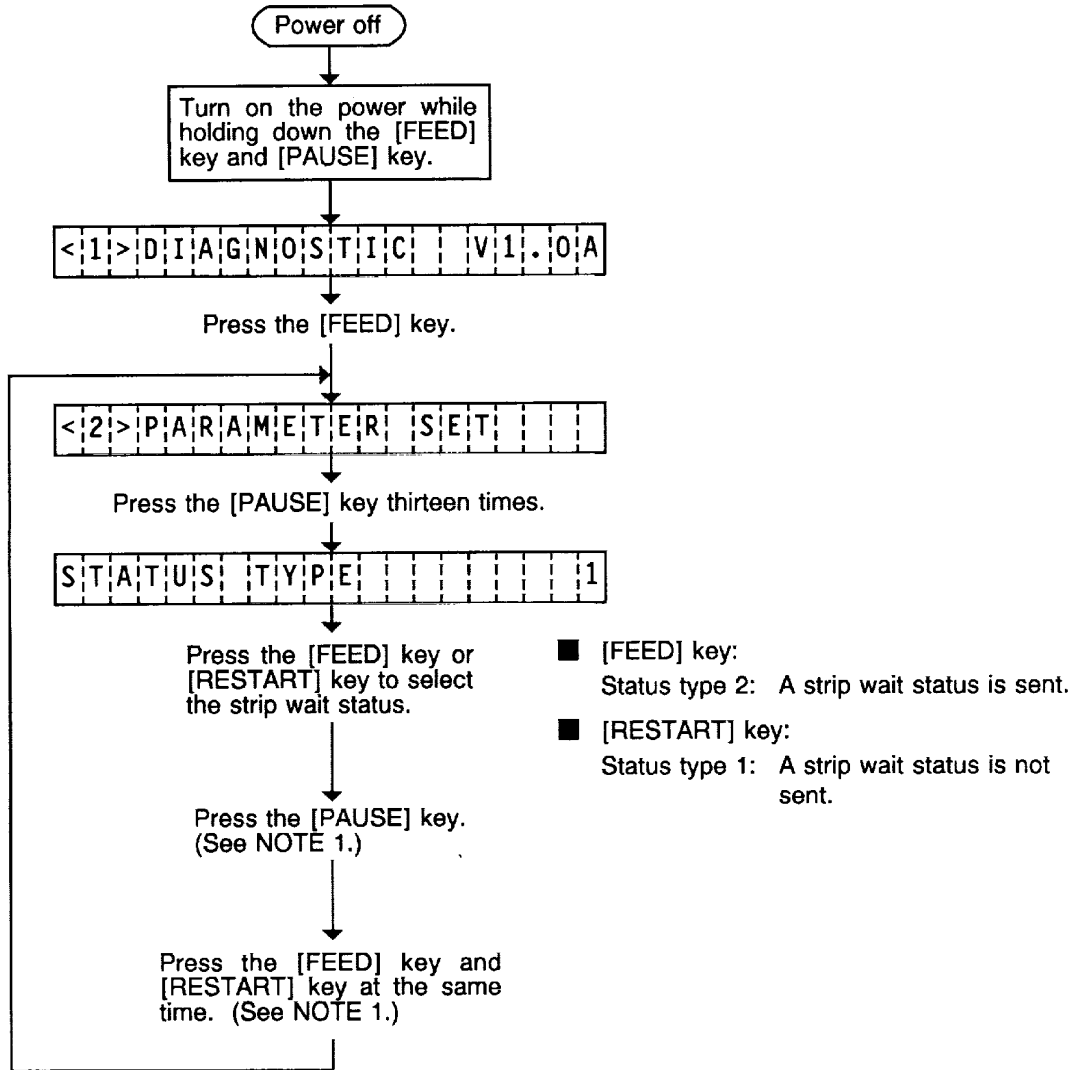 Power off
Turn on the power while
holding down the [FEED]
key and [PAUSE] key.
<1>DIAGNOSTIC  V1.0A
Press the [FEED] key.
<2>PARAMETER SET
Press the [PAUSE] key thirteen times.
STATUS TYPE        1
Press the [FEED] key or
[RESTART] key to select
the strip wait status.
■ [FEED] key:
Status type 2: A strip wait status is sent.
■ [RESTART] key:
Status type 1: A strip wait status is not
sent.
Press the [PAUSE] key.
(See NOTE 1.)
Press the [FEED] key and
[RESTART] key at the same
time. (See NOTE 1.)